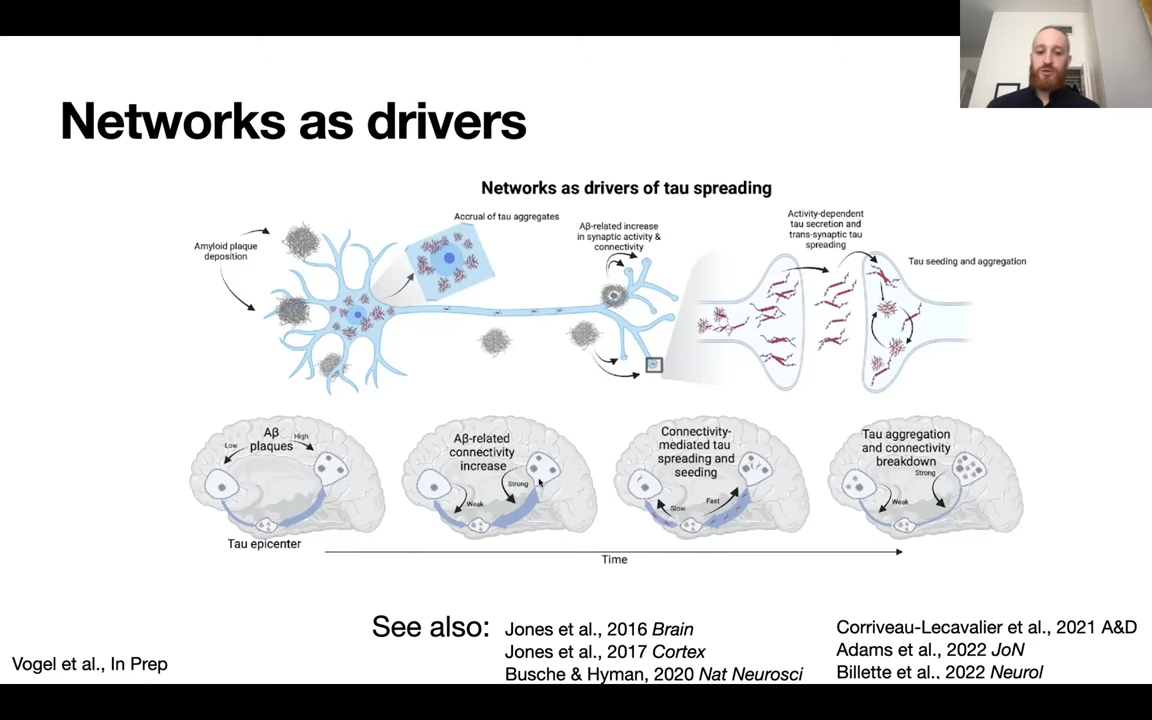 Networks as drivers
Networks as drivers of tau spreading
Amyloid plaque
deposition
Accrual of tau aggregates
Aβ-related increase
in synaptic activity &
connectivity
Activity-dependent
tau secretion and
trans-synaptic tau
spreading
Tau seeding and aggregation
Aβ
plaques
Low
High
Tau epicenter
Aβ-related
connectivity
increase
Weak
Strong
Connectivity-
mediated tau
spreading and
seeding
Slow
Fast
Tau aggregation
and connectivity
breakdown
Strong
Weak
Time
See also:
Jones et al., 2016 Brain
Jones et al., 2017 Cortex
Busche & Hyman, 2020 Nat Neurosci
Corriveau-Lecavalier et al., 2021 A&D
Adams et al., 2022 JoN
Billette et al., 2022 Neurol
Vogel et al., In Prep